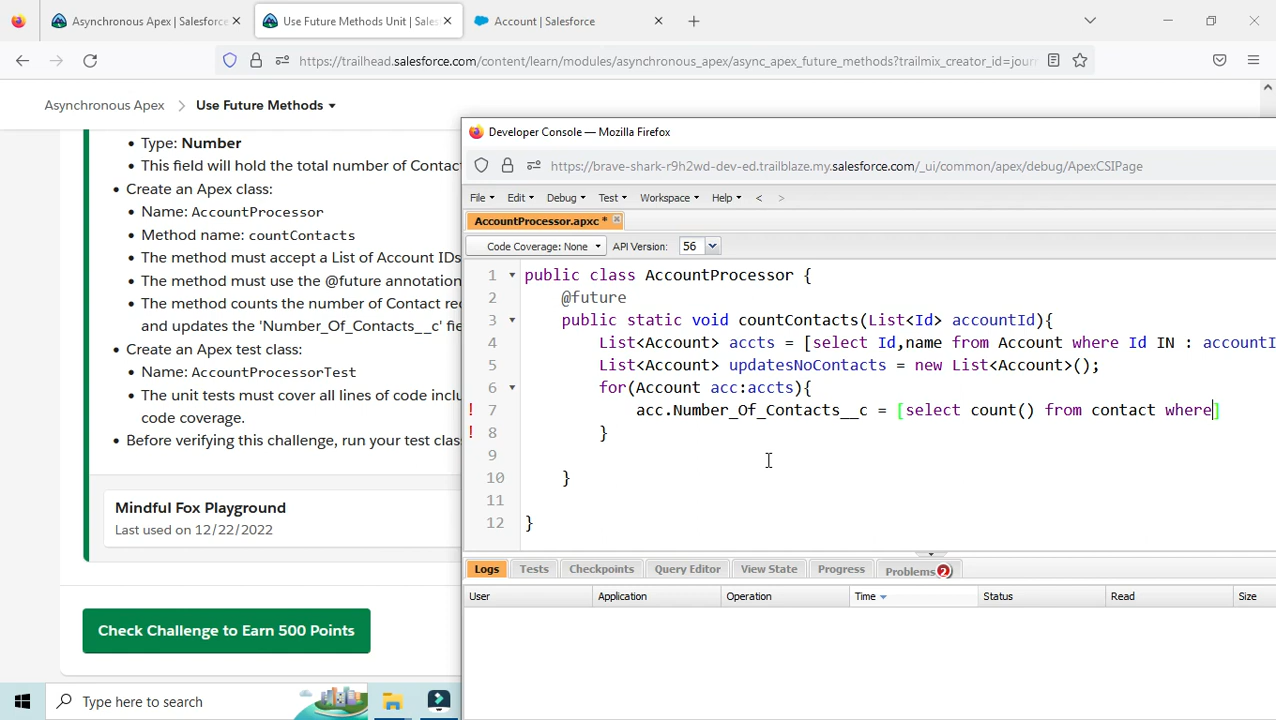 Asynchronous Apex | Salesforce
Use Future Methods Unit | Sales
Account | Salesforce
https://trailhead.salesforce.com/content/learn/modules/asynchronous_apex/async_apex_future_methods?trailmix_creator_id=jour
Asynchronous Apex
Use Future Methods
Type: Number
This field will hold the total number of Contac
Create an Apex class:
Name: AccountProcessor
Method name: countContacts
The method must accept a List of Account IDs
The method must use the @future annotation
The method counts the number of Contact rec
and updates the 'Number_Of_Contacts__c' fie
Create an Apex test class:
Name: AccountProcessorTest
The unit tests must cover all lines of code inclu
code coverage.
Before verifying this challenge, run your test clas
Mindful Fox Playground
Last used on 12/22/2022
Check Challenge to Earn 500 Points
Developer Console — Mozilla Firefox
https://brave-shark-r9h2wd-dev-ed.trailblaze.my.salesforce.com/_ui/common/apex/debug/ApexCSIPage
File Edit Debug Test Workspace Help < >
AccountProcessor.apxc *
Code Coverage: None API Version: 56
1 public class AccountProcessor {
2 @future
3 public static void countContacts(List<Id> accountId){
4 List<Account> accts = [select Id,name from Account where Id IN : accountI
5 List<Account> updatesNoContacts = new List<Account>();
6 for(Account acc:accts){
! 7 acc.Number_Of_Contacts__c = [select count() from contact where]
! 8 }
9
10 }
11
12 }
Logs Tests Checkpoints Query Editor View State Progress Problems 2
User Application Operation Time Status Read Size
Type here to search